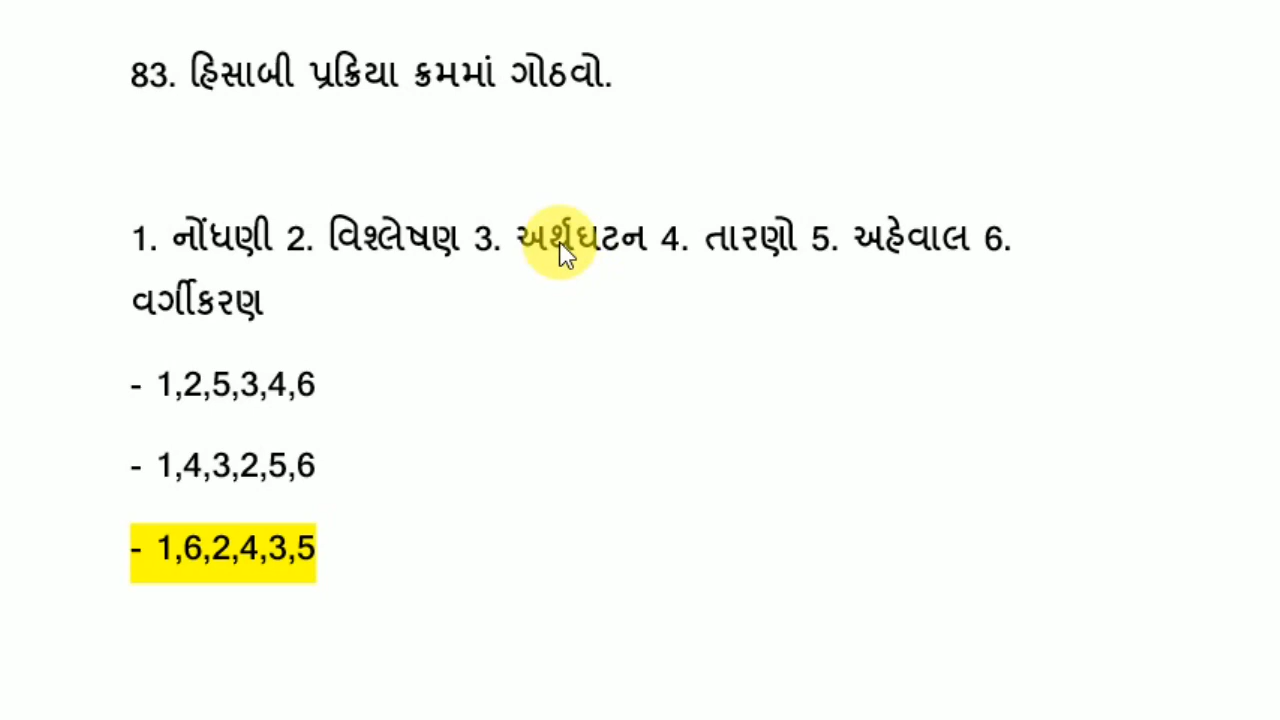 83. હિસાબી પ્રક્રિયા ક્રમમાં ગોઠવો.
1. નોંધણી 2. વિશ્લેષણ 3. અર્થઘટન 4. તારણો 5. અહેવાલ 6.
વર્ગીકરણ
- 1,2,5,3,4,6
- 1,4,3,2,5,6
- 1,6,2,4,3,5